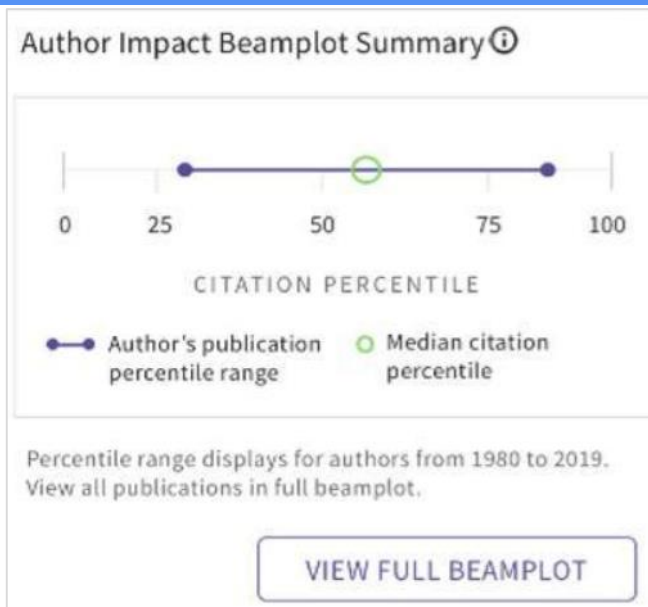 Author Impact Beamplot Summary
0 25 50 75 100
CITATION PERCENTILE
Author's publication
percentile range
Median citation
percentile
Percentile range displays for authors from 1980 to 2019.
View all publications in full beamplot.
VIEW FULL BEAMPLOT